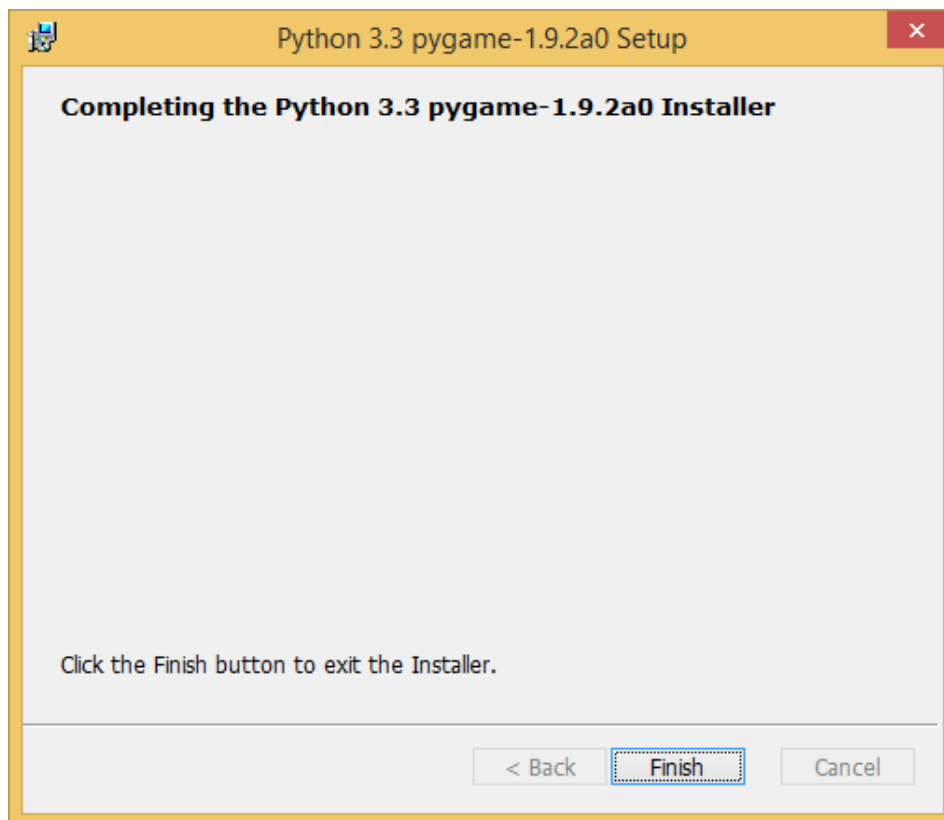 Python 3.3 pygame-1.9.2a0 Setup
Completing the Python 3.3 pygame-1.9.2a0 Installer
Click the Finish button to exit the Installer.
< Back
Finish
Cancel